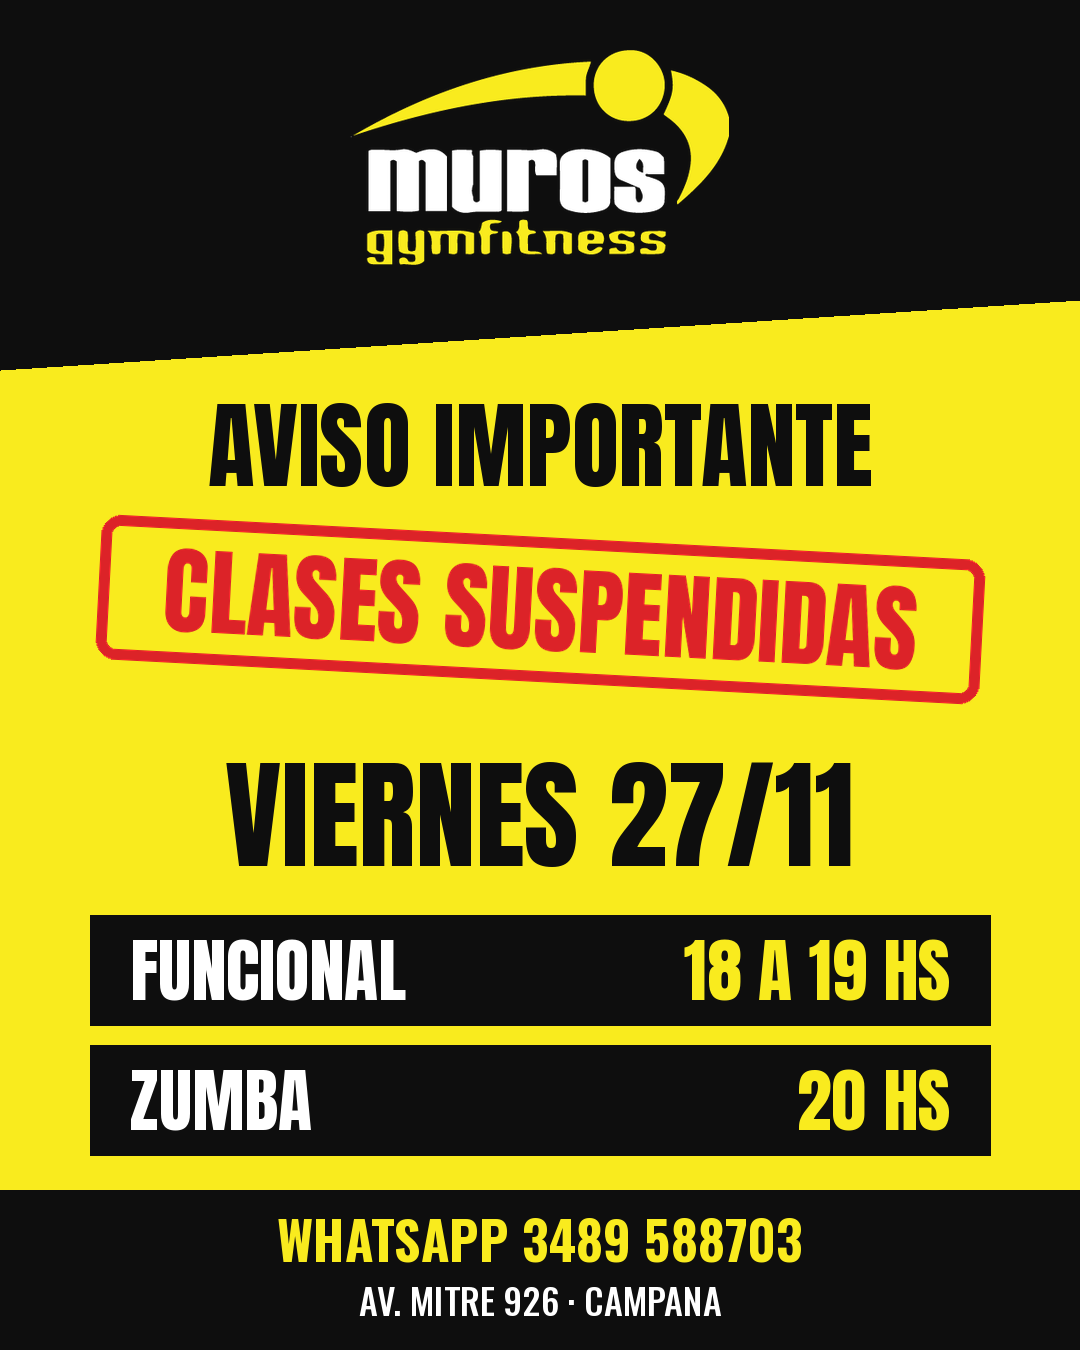 muros
gymfitness
AVISO IMPORTANTE
CLASES SUSPENDIDAS
VIERNES 27/11
FUNCIONAL 18 A 19 HS
ZUMBA 20 HS
WHATSAPP 3489 588703
AV. MITRE 926 · CAMPANA